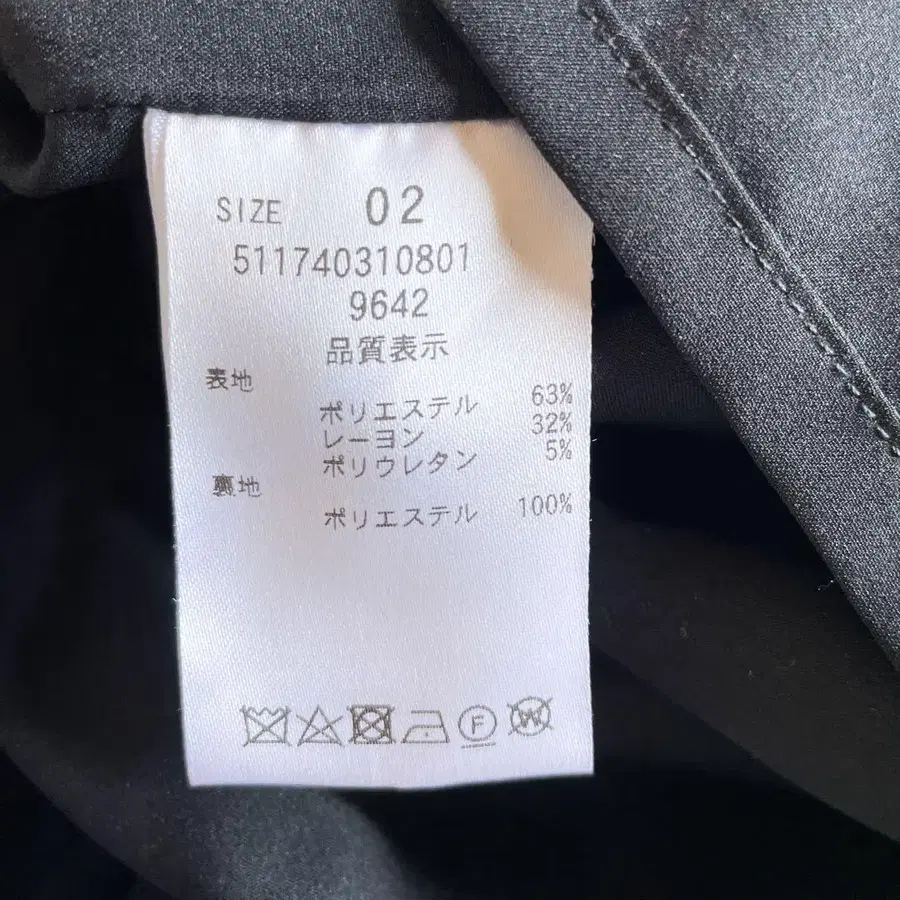 SIZE 02
511740310801
9642
品質表示
表地
ポリエステル 63%
レーヨン 32%
ポリウレタン 5%
裏地
ポリエステル 100%
F W